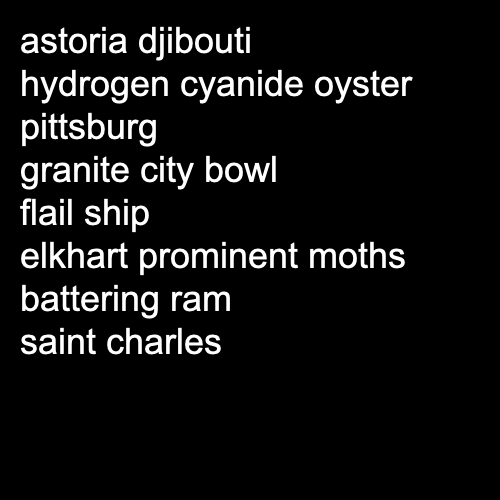 astoria djibouti
hydrogen cyanide oyster
pittsburg
granite city bowl
flail ship
elkhart prominent moths
battering ram
saint charles